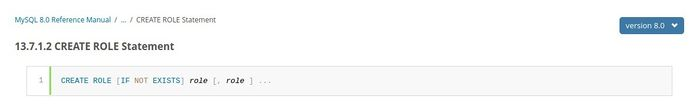 MySQL 8.0 Reference Manual / ... / CREATE ROLE Statement
version 8.0
13.7.1.2 CREATE ROLE Statement
1 CREATE ROLE [IF NOT EXISTS] role [, role ] ...